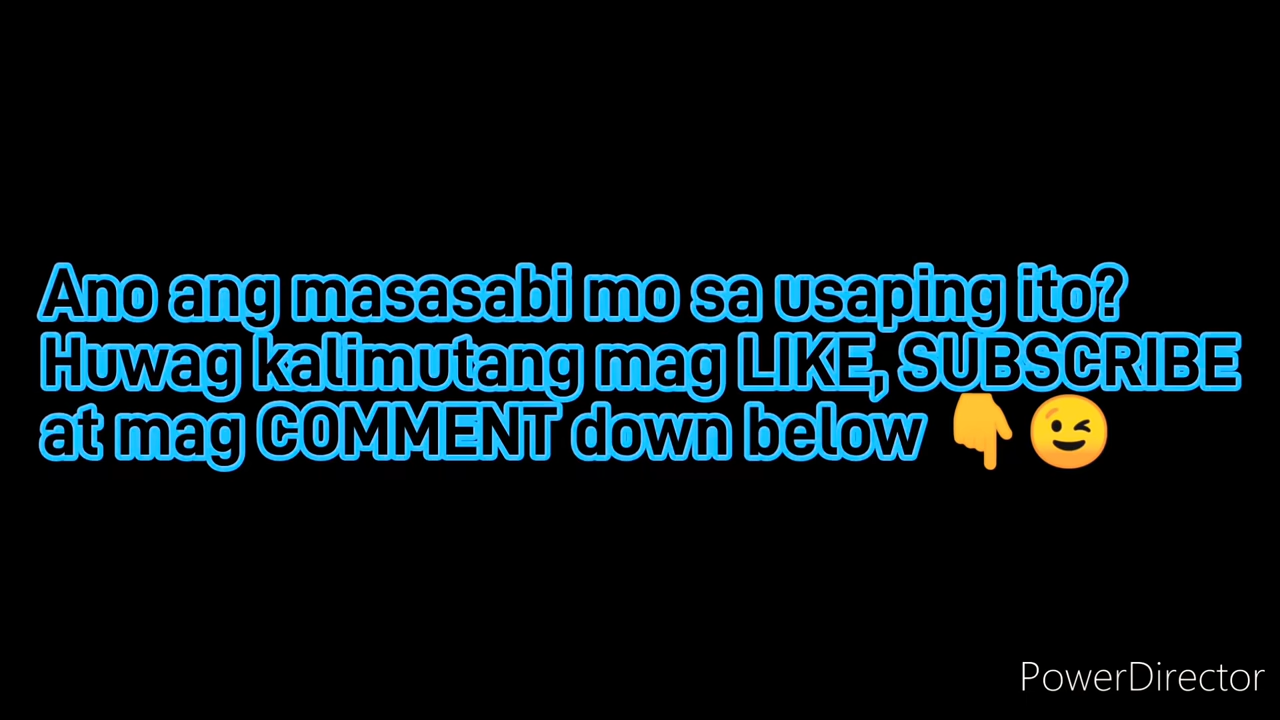 Ano ang masasabi mo sa usaping ito?
Huwag kalimutang mag LIKE, SUBSCRIBE
at mag COMMENT down below 👇😉
PowerDirector